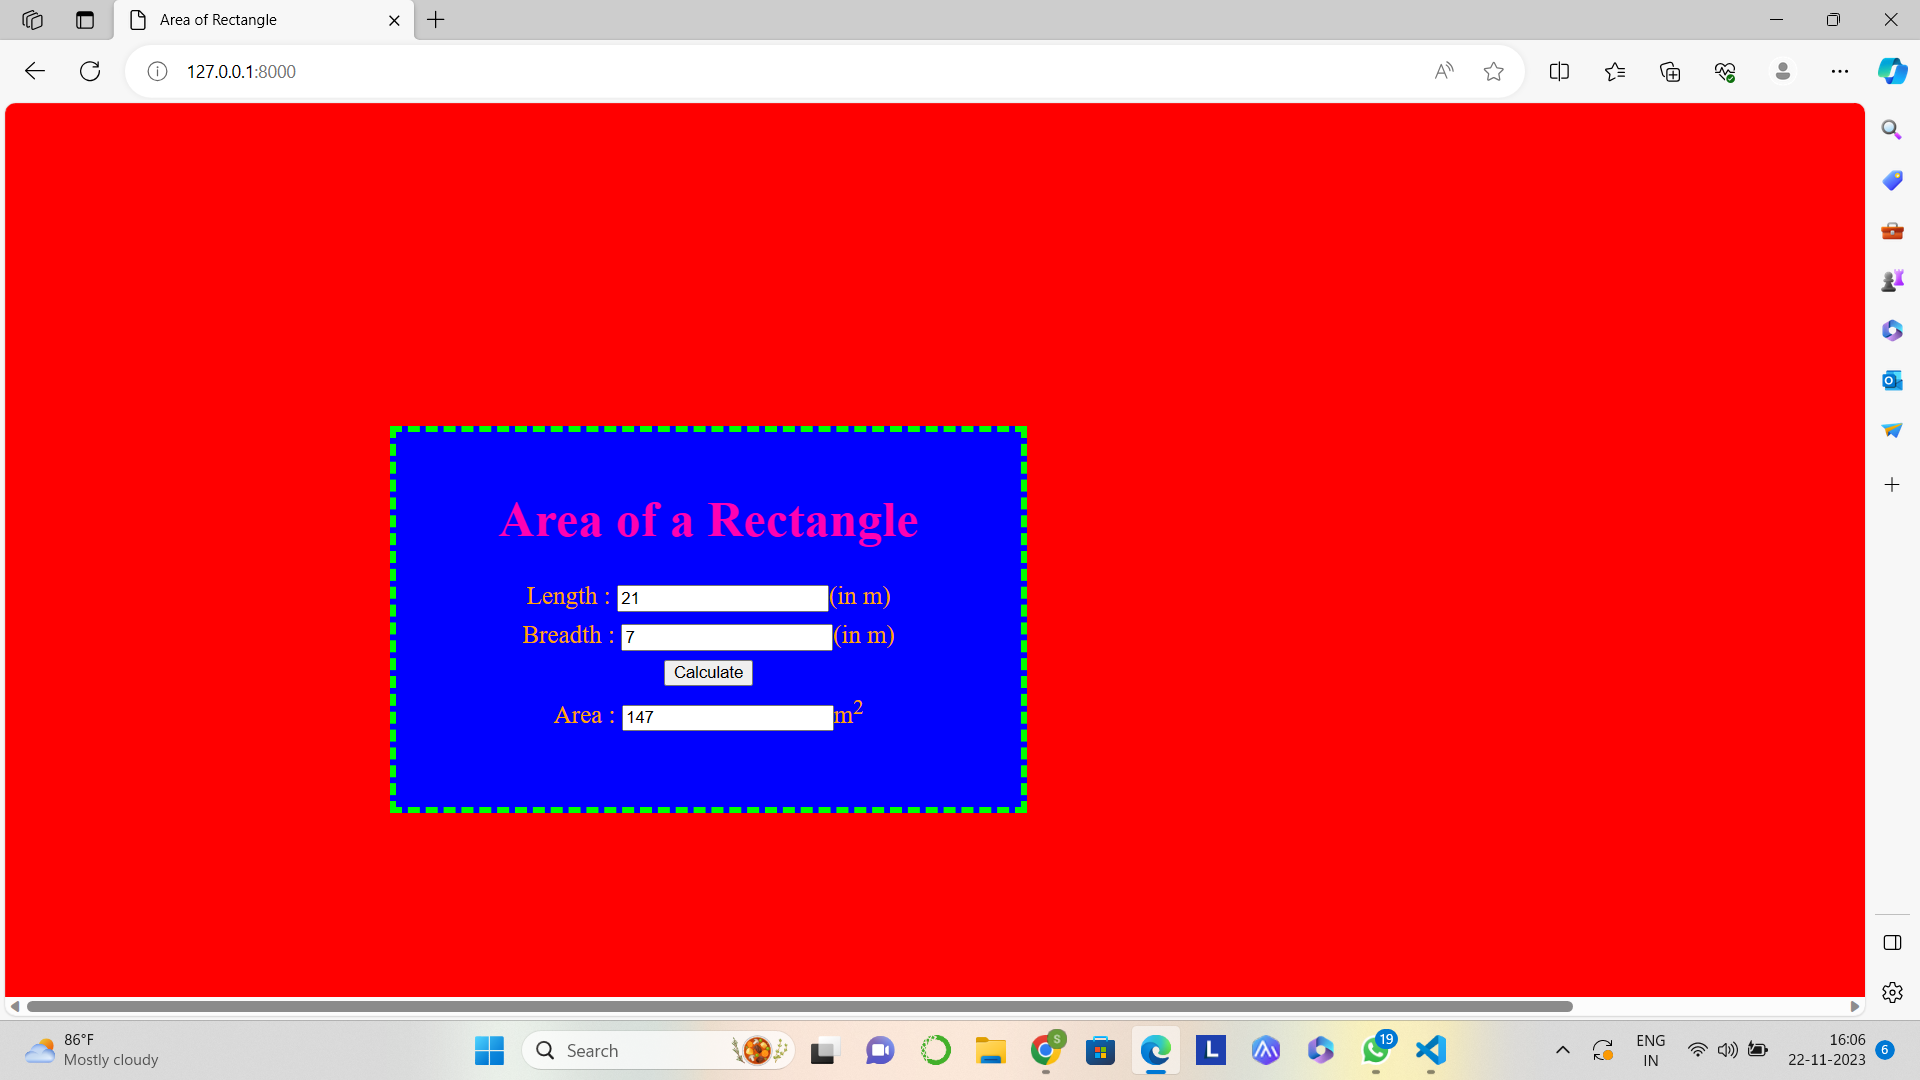 Area of Rectangle
127.0.0.1:8000
Area of a Rectangle
Length : 21 (in m)
Breadth : 7 (in m)
Calculate
Area : 147 m²
86°F
Mostly cloudy
Search
S
L
19
ENG
IN
16:06
22-11-2023
6